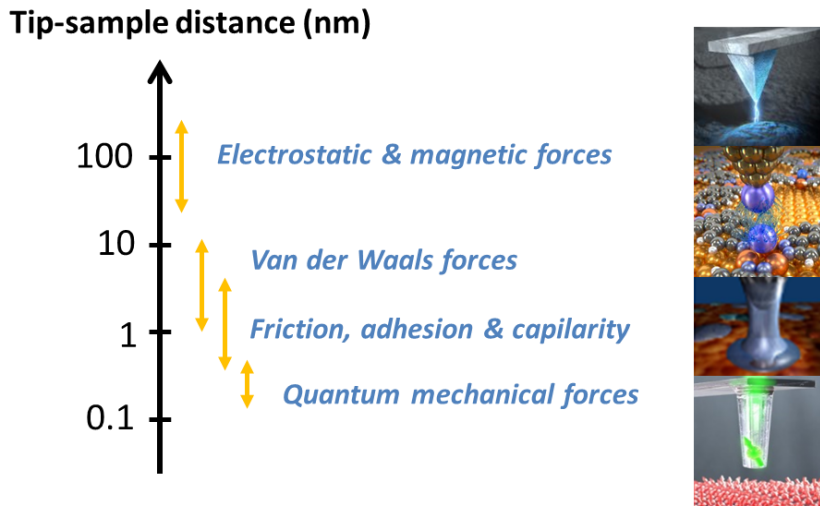 Tip-sample distance (nm)
100
Electrostatic & magnetic forces
10
Van der Waals forces
1
Friction, adhesion & capilarity
Quantum mechanical forces
0.1